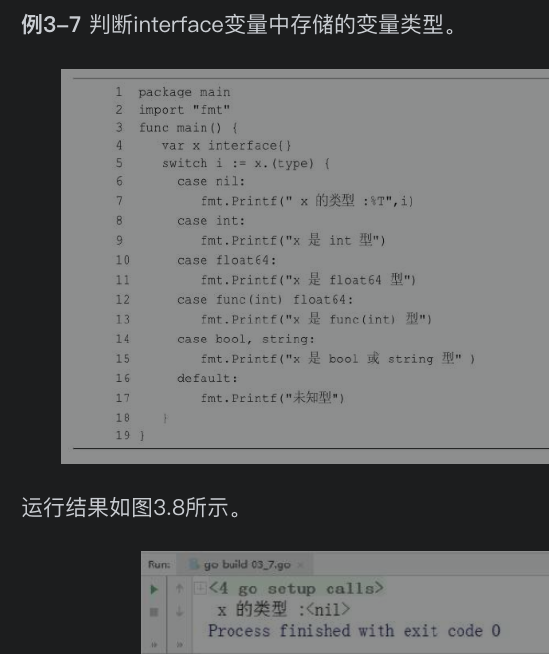 例3-7 判断interface变量中存储的变量类型。
1 package main
2 import "fmt"
3 func main() {
4 var x interface{}
5 switch i := x.(type) {
6 case nil:
7 fmt.Printf(" x 的类型 :%T",i)
8 case int:
9 fmt.Printf("x 是 int 型")
10 case float64:
11 fmt.Printf("x 是 float64 型")
12 case func(int) float64:
13 fmt.Printf("x 是 func(int) 型")
14 case bool, string:
15 fmt.Printf("x 是 bool 或 string 型" )
16 default:
17 fmt.Printf("未知型")
18 }
19 }
运行结果如图3.8所示。
Run: go build 03_7.go ×
<4 go setup calls>
x 的类型 :<nil>
Process finished with exit code 0